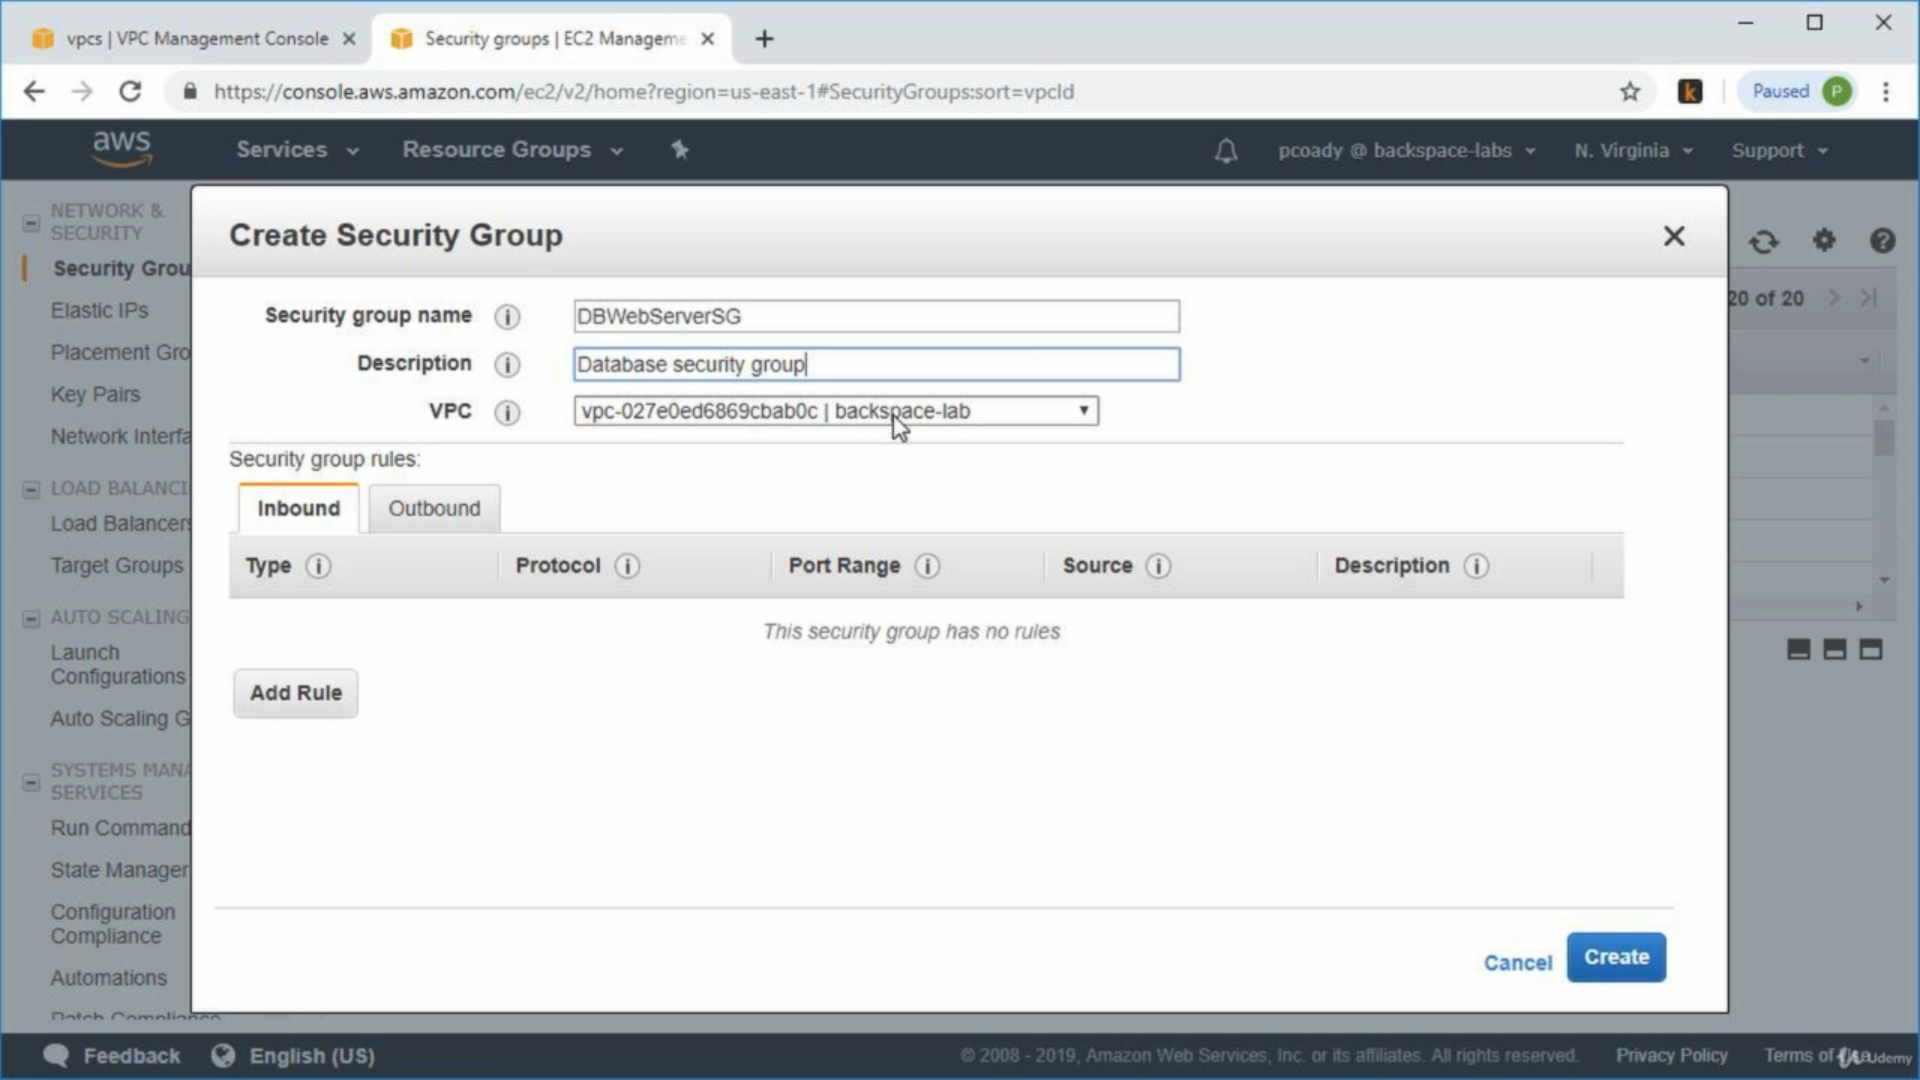 vpcs | VPC Management Console
Security groups | EC2 Manageme
https://console.aws.amazon.com/ec2/v2/home?region=us-east-1#SecurityGroups:sort=vpcId
k
Paused P
aws
Services
Resource Groups
pcoady @ backspace-labs
N. Virginia
Support
NETWORK &
SECURITY
Security Grou
Elastic IPs
Placement Gro
Key Pairs
Network Interfa
LOAD BALANCI
Load Balancers
Target Groups
AUTO SCALING
Launch
Configurations
Auto Scaling G
SYSTEMS MANA
SERVICES
Run Command
State Manager
Configuration
Compliance
Automations
Patch Compliance
20 of 20
Create Security Group
Security group name i DBWebServerSG
Description i Database security group
VPC i vpc-027e0ed6869cbab0c | backspace-lab
Security group rules:
Inbound Outbound
Type i Protocol i Port Range i Source i Description i
This security group has no rules
Add Rule
Cancel Create
Feedback English (US)
© 2008 - 2019, Amazon Web Services, Inc. or its affiliates. All rights reserved. Privacy Policy Terms of Use
Udemy